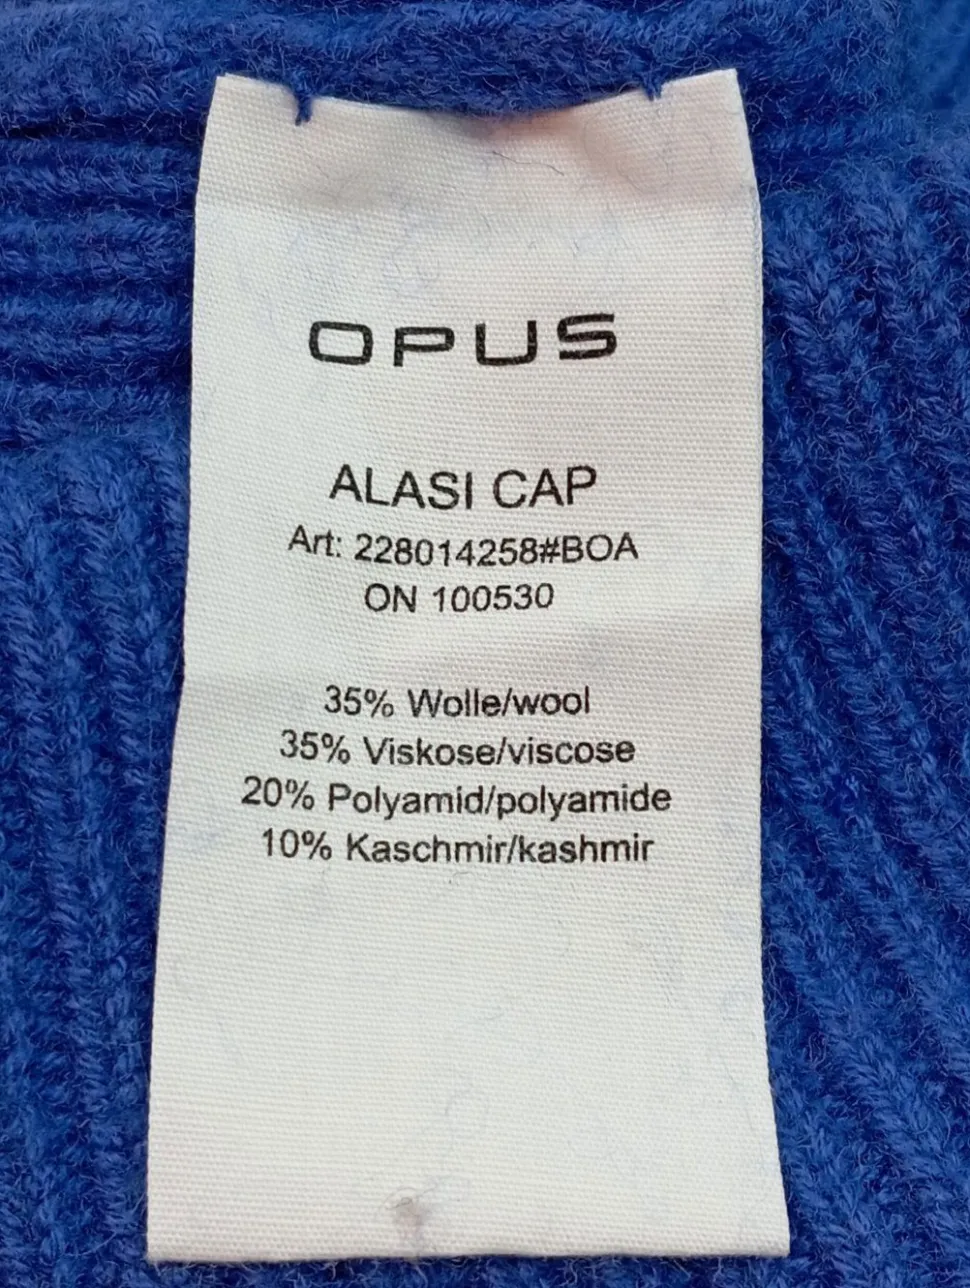 OPUS
ALASI CAP
Art: 228014258#BOA
ON 100530
35% Wolle/wool
35% Viskose/viscose
20% Polyamid/polyamide
10% Kaschmir/kashmir